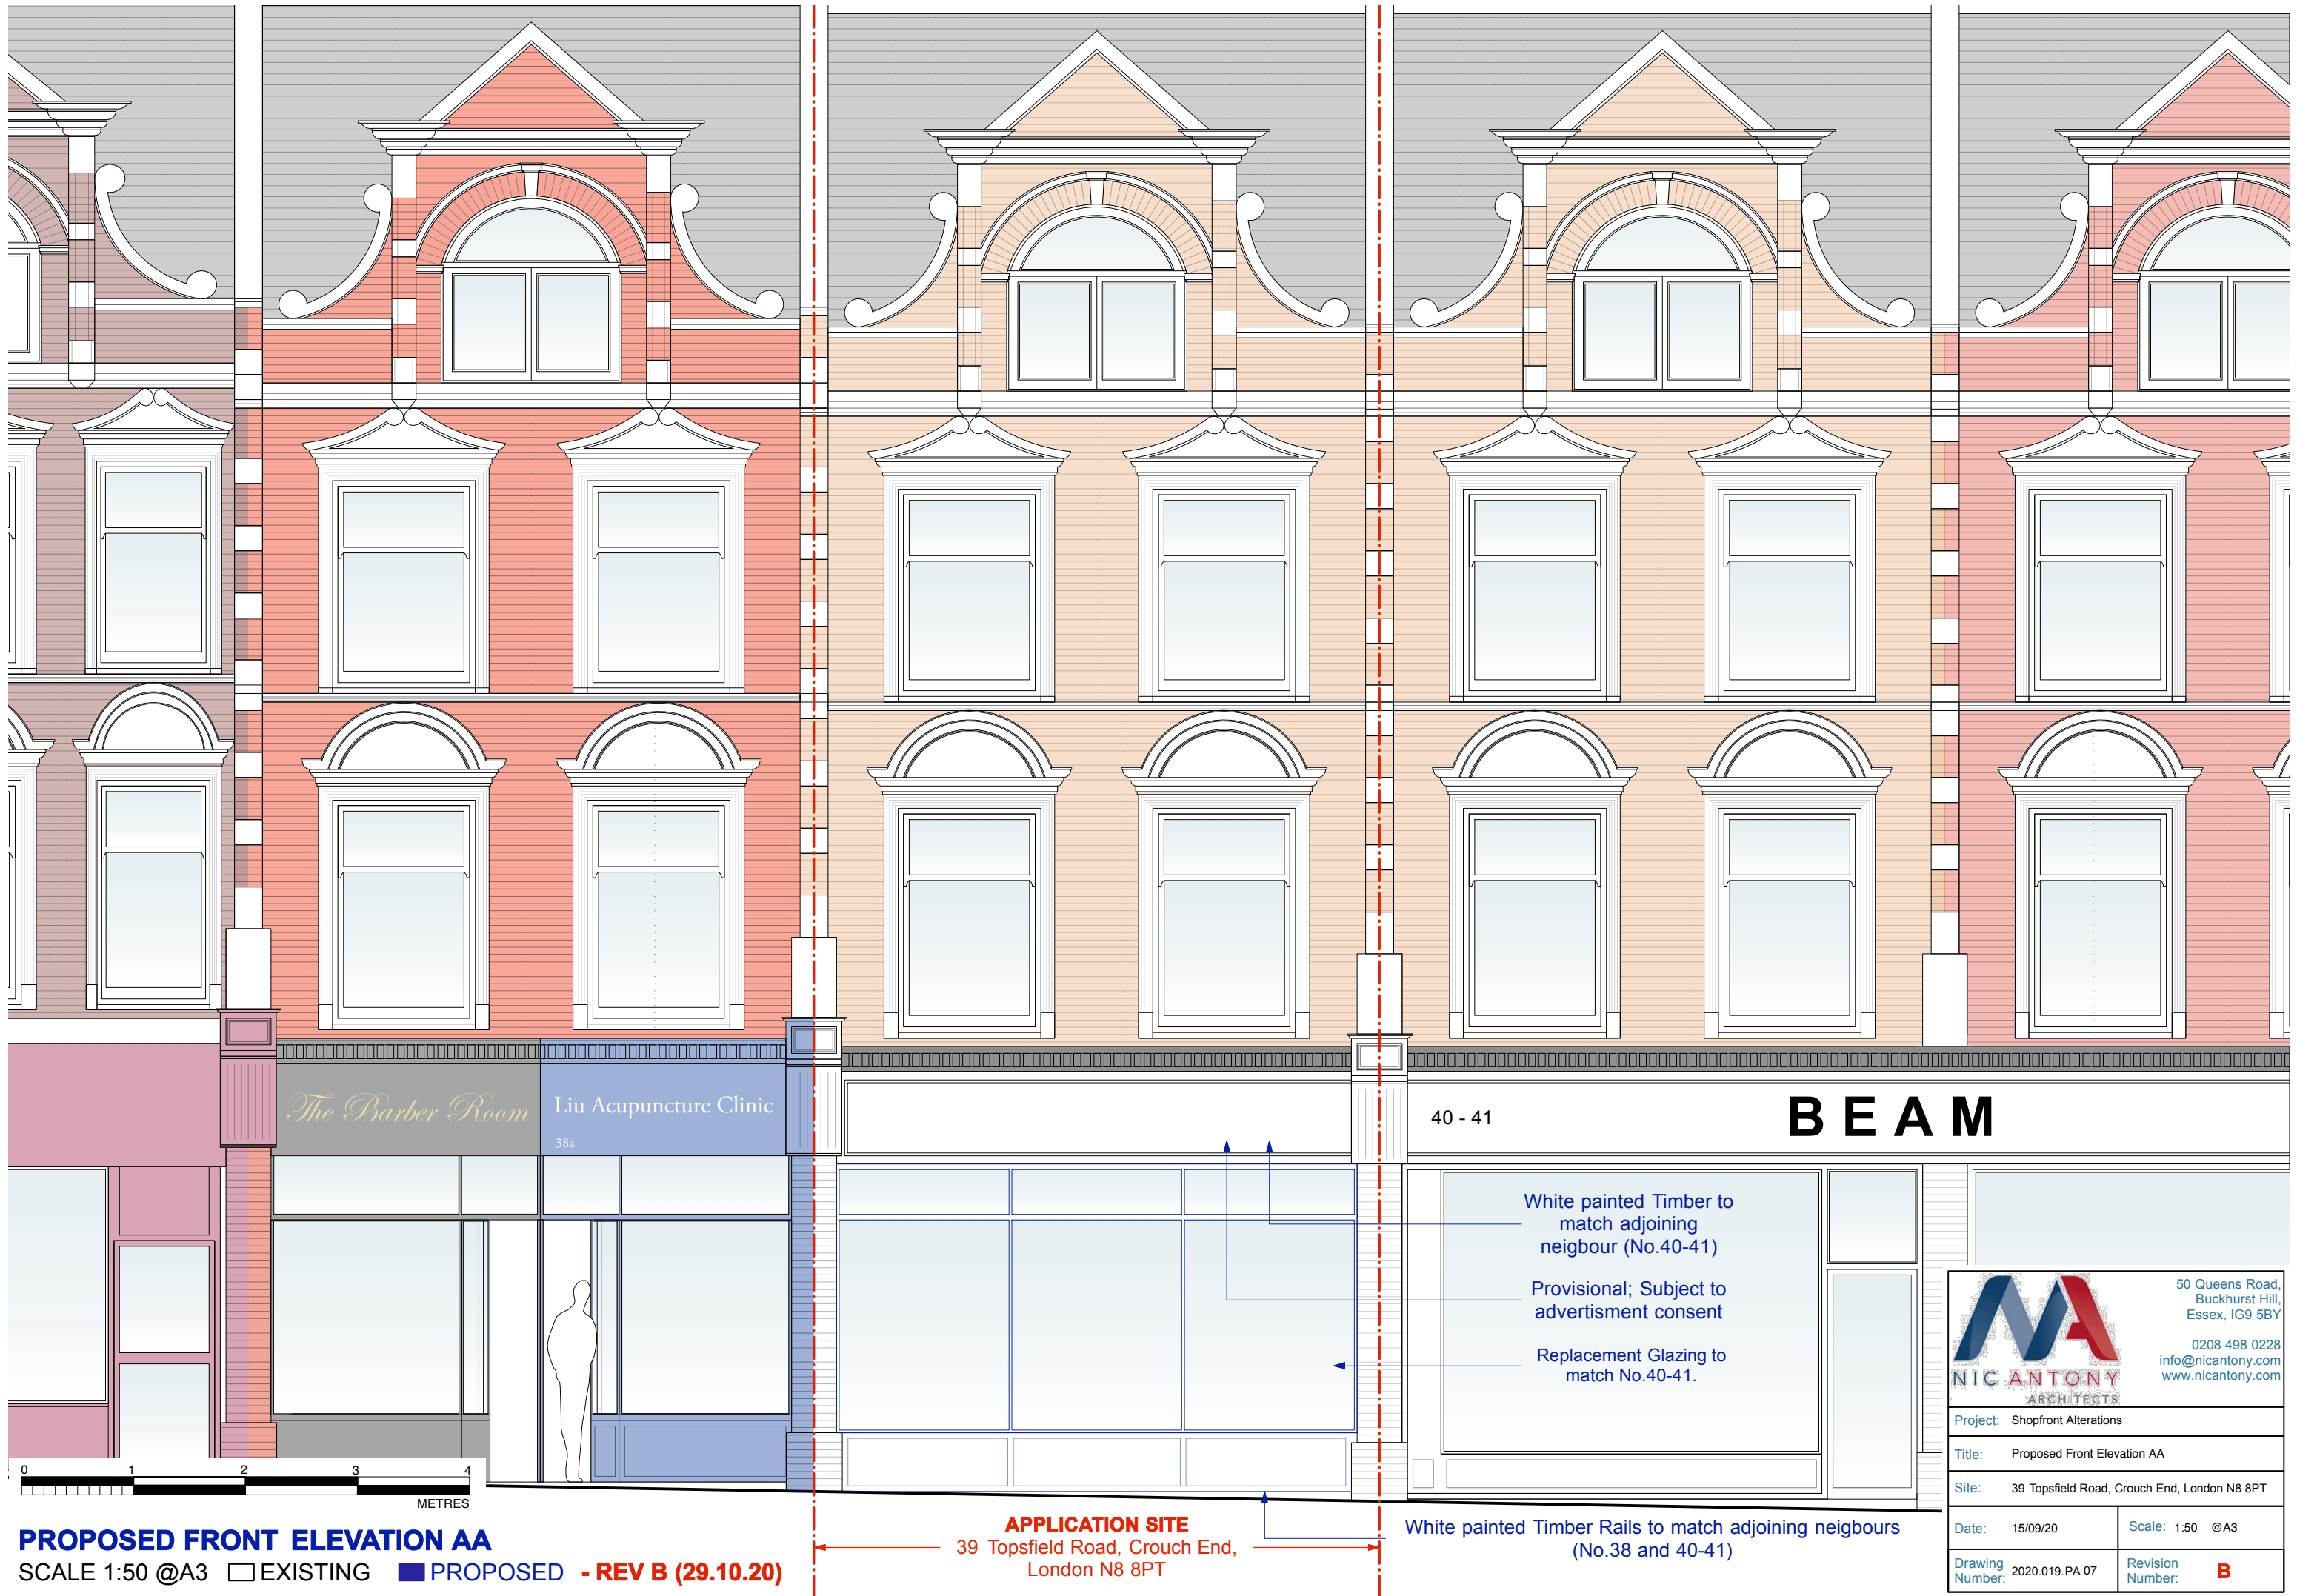 The Barber Room
Liu Acupuncture Clinic
38a
40 - 41
BEAM
White painted Timber to
match adjoining
neigbour (No.40-41)
Provisional; Subject to
advertisment consent
Replacement Glazing to
match No.40-41.
White painted Timber Rails to match adjoining neigbours
(No.38 and 40-41)
APPLICATION SITE
39 Topsfield Road, Crouch End,
London N8 8PT
0 1 2 3 4
METRES
PROPOSED FRONT ELEVATION AA
SCALE 1:50 @A3 EXISTING PROPOSED - REV B (29.10.20)
NIC ANTONY
ARCHITECTS
50 Queens Road,
Buckhurst Hill,
Essex, IG9 5BY
0208 498 0228
info@nicantony.com
www.nicantony.com
Project: Shopfront Alterations
Title: Proposed Front Elevation AA
Site: 39 Topsfield Road, Crouch End, London N8 8PT
Date: 15/09/20 Scale: 1:50 @A3
Drawing Number: 2020.019.PA 07 Revision Number: B